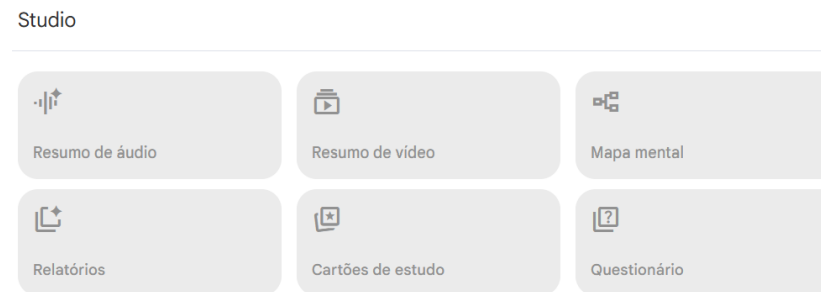 Studio
Resumo de áudio
Resumo de vídeo
Mapa mental
Relatórios
Cartões de estudo
Questionário